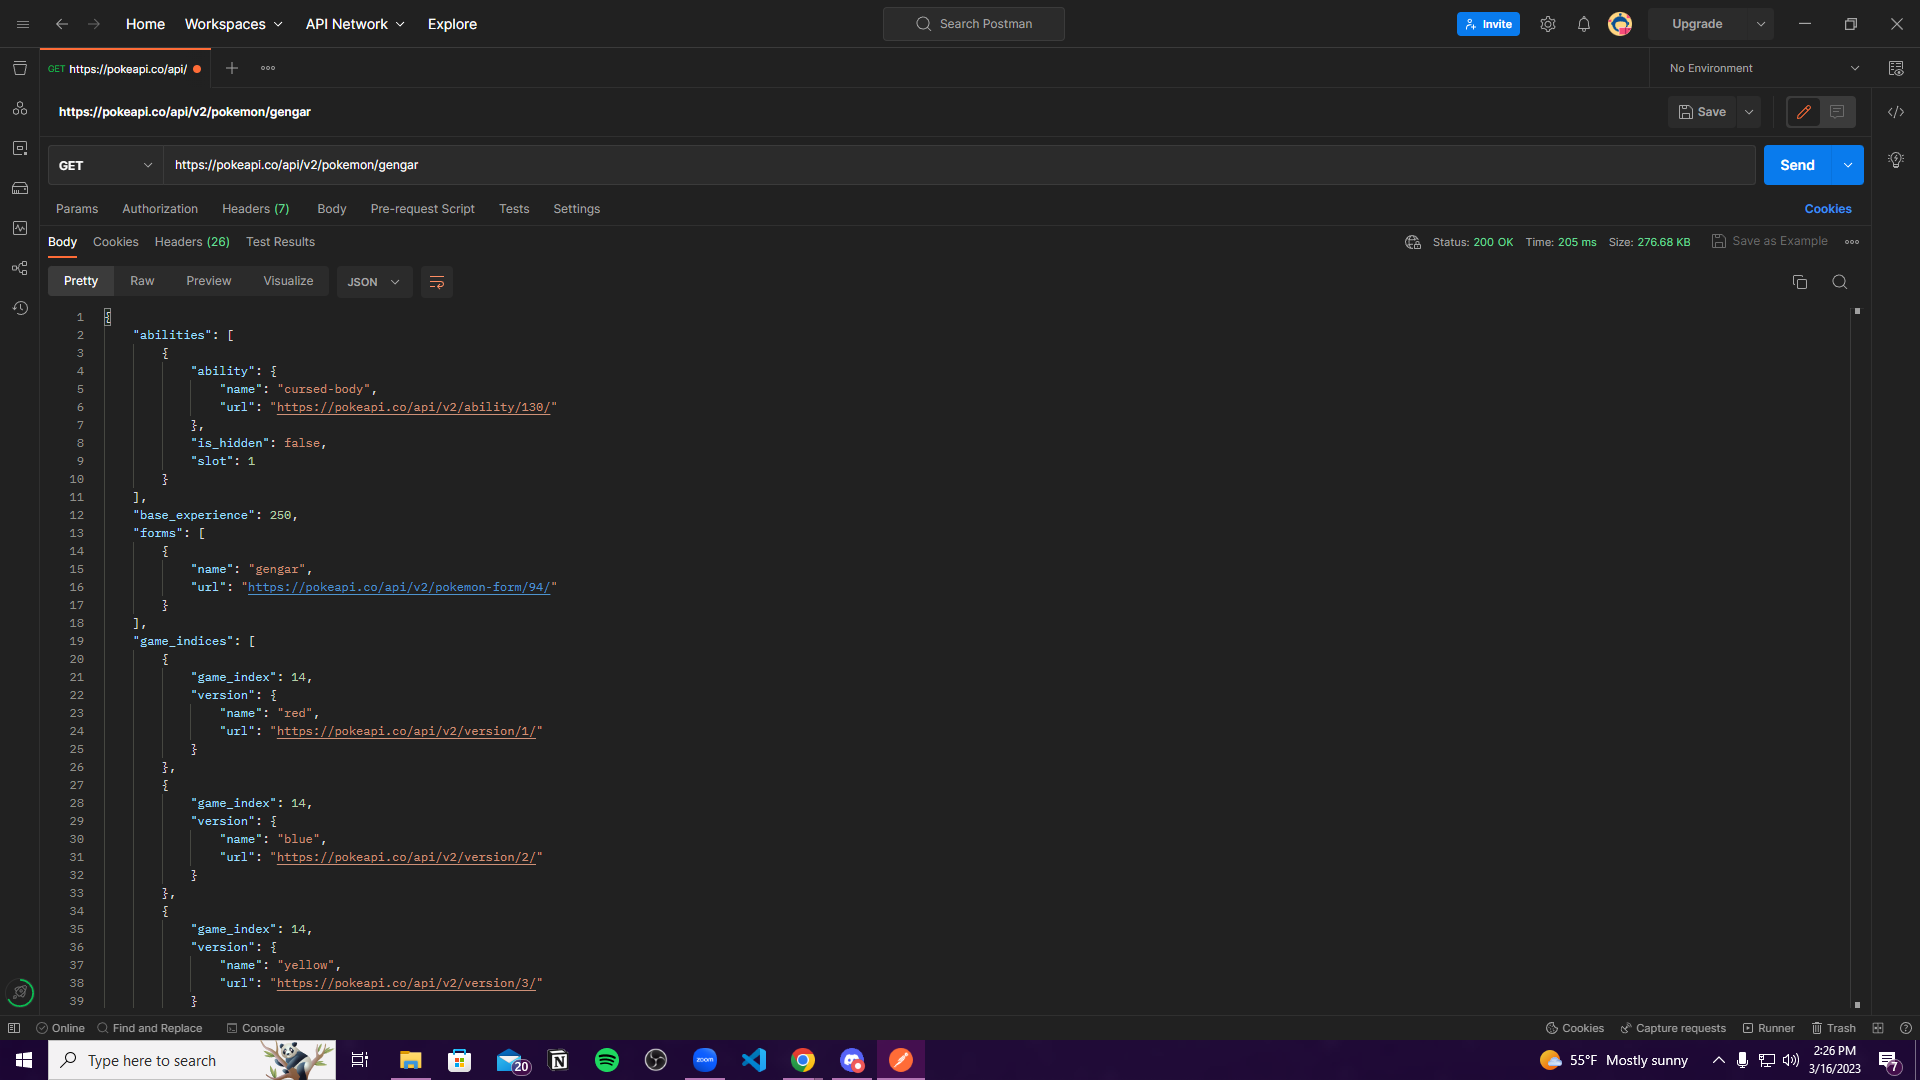 Home Workspaces API Network Explore Search Postman Invite Upgrade
GET https://pokeapi.co/api/ No Environment
https://pokeapi.co/api/v2/pokemon/gengar Save
GET https://pokeapi.co/api/v2/pokemon/gengar Send
Params Authorization Headers (7) Body Pre-request Script Tests Settings Cookies
Body Cookies Headers (26) Test Results Status: 200 OK Time: 205 ms Size: 276.68 KB Save as Example
Pretty Raw Preview Visualize JSON
1 {
2 "abilities": [
3 {
4 "ability": {
5 "name": "cursed-body",
6 "url": "https://pokeapi.co/api/v2/ability/130/"
7 },
8 "is_hidden": false,
9 "slot": 1
10 }
11 ],
12 "base_experience": 250,
13 "forms": [
14 {
15 "name": "gengar",
16 "url": "https://pokeapi.co/api/v2/pokemon-form/94/"
17 }
18 ],
19 "game_indices": [
20 {
21 "game_index": 14,
22 "version": {
23 "name": "red",
24 "url": "https://pokeapi.co/api/v2/version/1/"
25 }
26 },
27 {
28 "game_index": 14,
29 "version": {
30 "name": "blue",
31 "url": "https://pokeapi.co/api/v2/version/2/"
32 }
33 },
34 {
35 "game_index": 14,
36 "version": {
37 "name": "yellow",
38 "url": "https://pokeapi.co/api/v2/version/3/"
39 }
Online Find and Replace Console Cookies Capture requests Runner Trash
Type here to search 20 zoom 55°F Mostly sunny 2:26 PM 7
3/16/2023